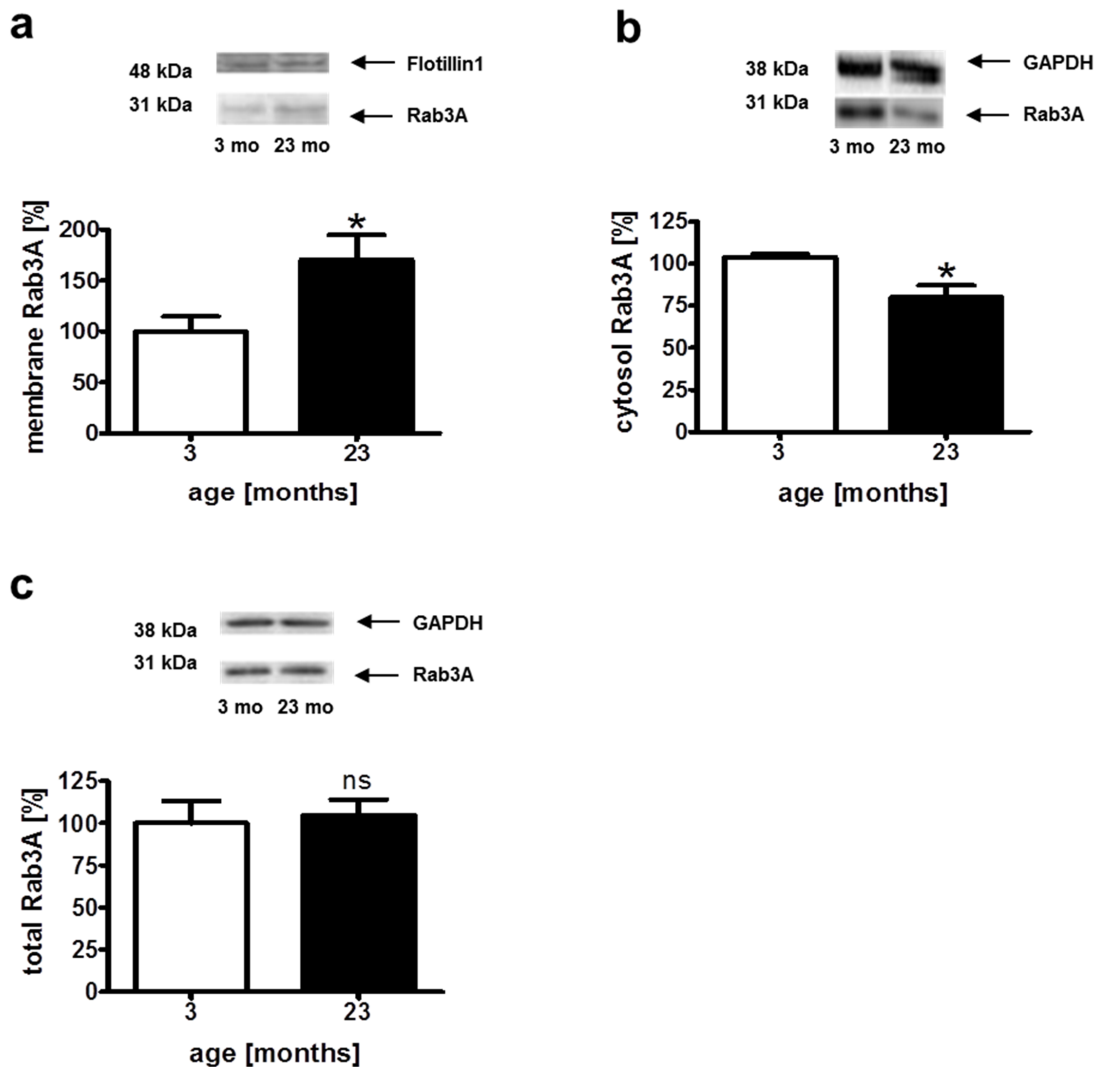 a
48 kDa
Flotillin1
31 kDa
Rab3A
3 mo 23 mo
membrane Rab3A [%]
200
150
100
50
0
*
3 23
age [months]
b
38 kDa
GAPDH
31 kDa
Rab3A
3 mo 23 mo
cytosol Rab3A [%]
125
100
75
50
25
0
*
3 23
age [months]
c
38 kDa
GAPDH
31 kDa
Rab3A
3 mo 23 mo
total Rab3A [%]
125
100
75
50
25
0
ns
3 23
age [months]